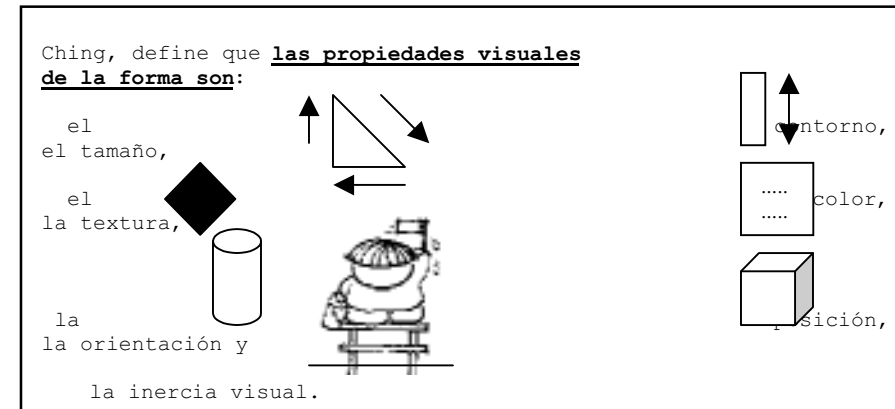 Ching, define que las propiedades visuales
de la forma son:
el contorno,
el tamaño,
el color,
la textura,
la posición,
la orientación y
la inercia visual.